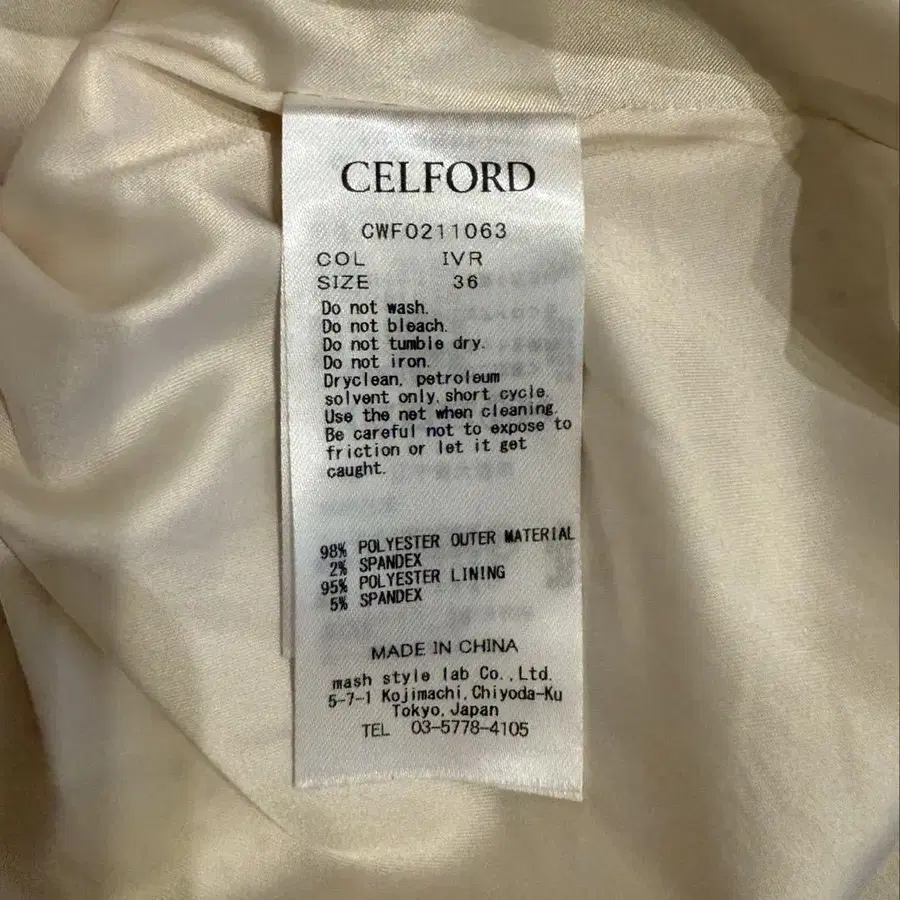 CELFORD
CWF0211063
COL IVR
SIZE 36
Do not wash.
Do not bleach.
Do not tumble dry.
Do not iron.
Dryclean, petroleum
solvent only, short cycle.
Use the net when cleaning.
Be careful not to expose to
friction or let it get
caught.
98% POLYESTER OUTER MATERIAL
2% SPANDEX
95% POLYESTER LINING
5% SPANDEX
MADE IN CHINA
mash style lab Co.,Ltd.
5-7-1 Kojimachi,Chiyoda-Ku
Tokyo,Japan
TEL 03-5778-4105